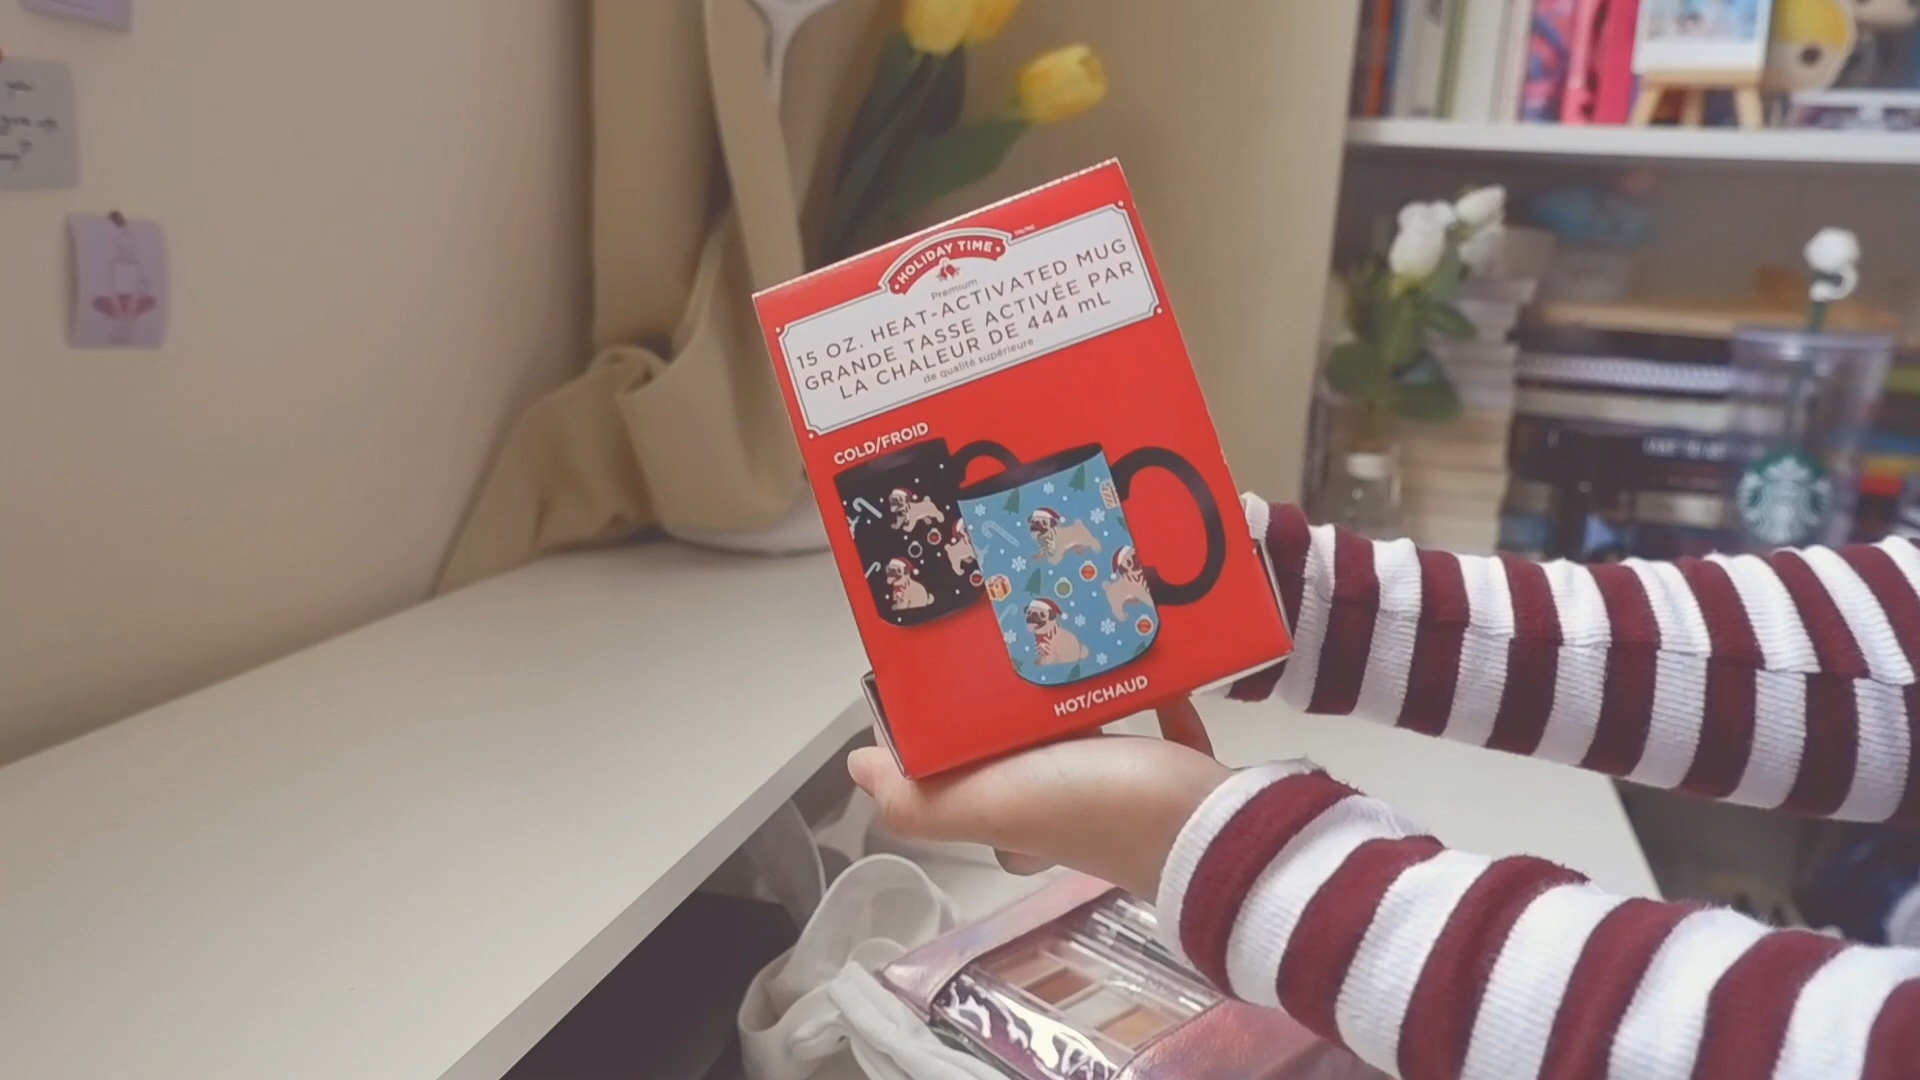 HOLIDAY TIME
Premium
15 OZ. HEAT-ACTIVATED MUG
GRANDE TASSE ACTIVÉE PAR
LA CHALEUR DE 444 mL
de qualité supérieure
COLD/FROID
HOT/CHAUD